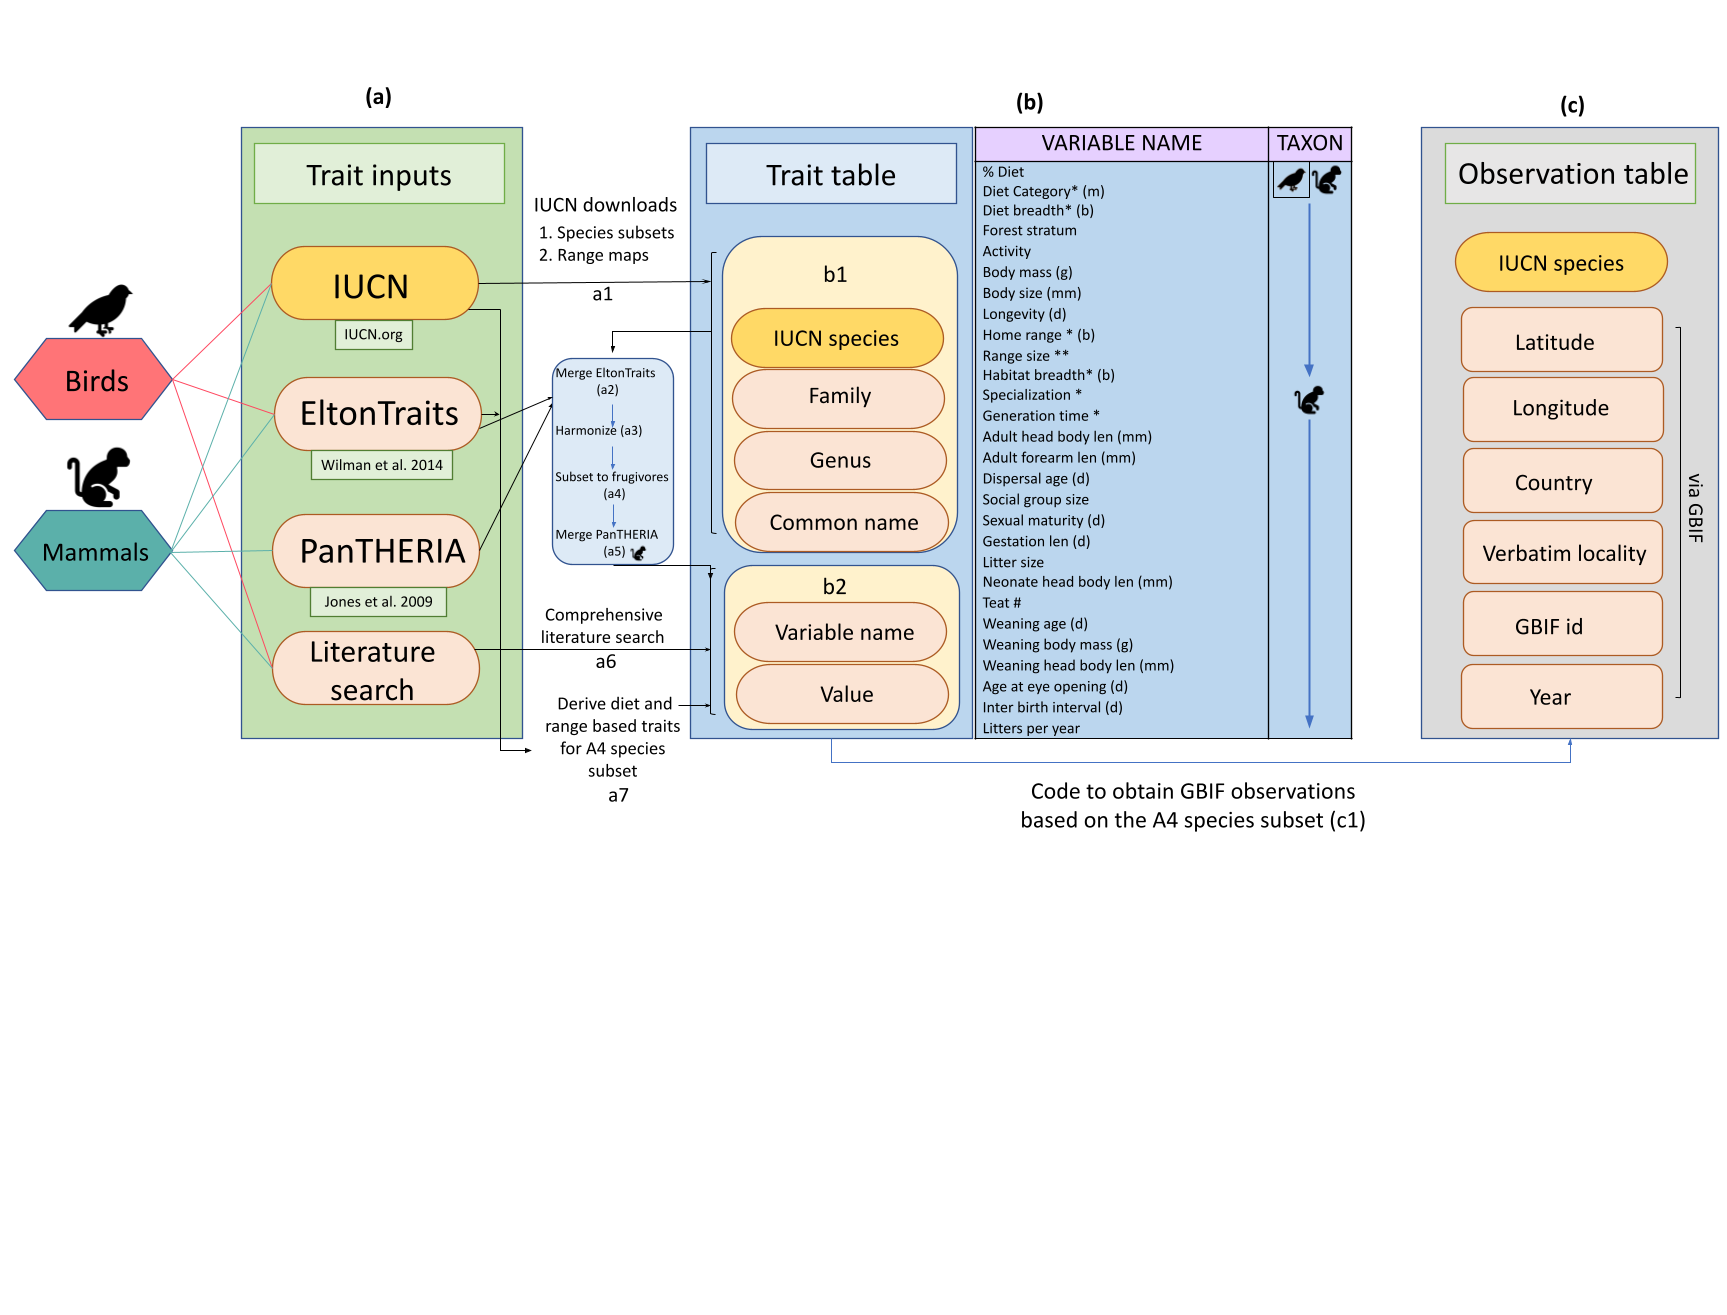 (a)
(b)
(c)
Trait inputs
IUCN
IUCN.org
EltonTraits
Wilman et al. 2014
PanTHERIA
Jones et al. 2009
Literature
search
Birds
Mammals
IUCN downloads
1. Species subsets
2. Range maps
a1
Merge EltonTraits
(a2)
Harmonize (a3)
Subset to frugivores
(a4)
Merge PanTHERIA
(a5)
Comprehensive
literature search
a6
Derive diet and
range based traits
for A4 species
subset
a7
Trait table
b1
IUCN species
Family
Genus
Common name
b2
Variable name
Value
VARIABLE NAME
TAXON
% Diet
Diet Category* (m)
Diet breadth* (b)
Forest stratum
Activity
Body mass (g)
Body size (mm)
Longevity (d)
Home range * (b)
Range size **
Habitat breadth* (b)
Specialization *
Generation time *
Adult head body len (mm)
Adult forearm len (mm)
Dispersal age (d)
Social group size
Sexual maturity (d)
Gestation len (d)
Litter size
Neonate head body len (mm)
Teat #
Weaning age (d)
Weaning body mass (g)
Weaning head body len (mm)
Age at eye opening (d)
Inter birth interval (d)
Litters per year
Code to obtain GBIF observations
based on the A4 species subset (c1)
Observation table
IUCN species
Latitude
Longitude
Country
Verbatim locality
GBIF id
Year
via GBIF